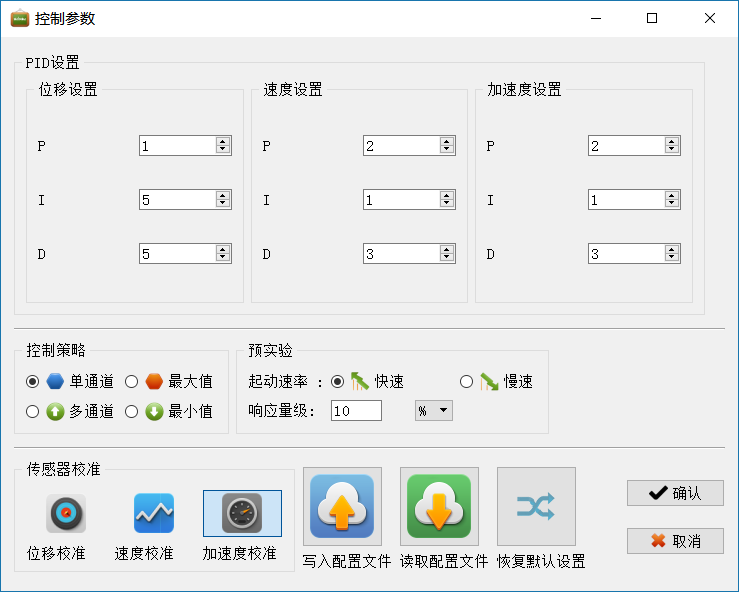 控制参数
PID设置
位移设置 速度设置 加速度设置
P 1 P 2 P 2
I 5 I 1 I 1
D 5 D 3 D 3
控制策略 预实验
单通道 最大值 起动速率 : 快速 慢速
多通道 最小值 响应量级: 10 %
传感器校准
确认
取消
位移校准 速度校准 加速度校准 写入配置文件 读取配置文件 恢复默认设置